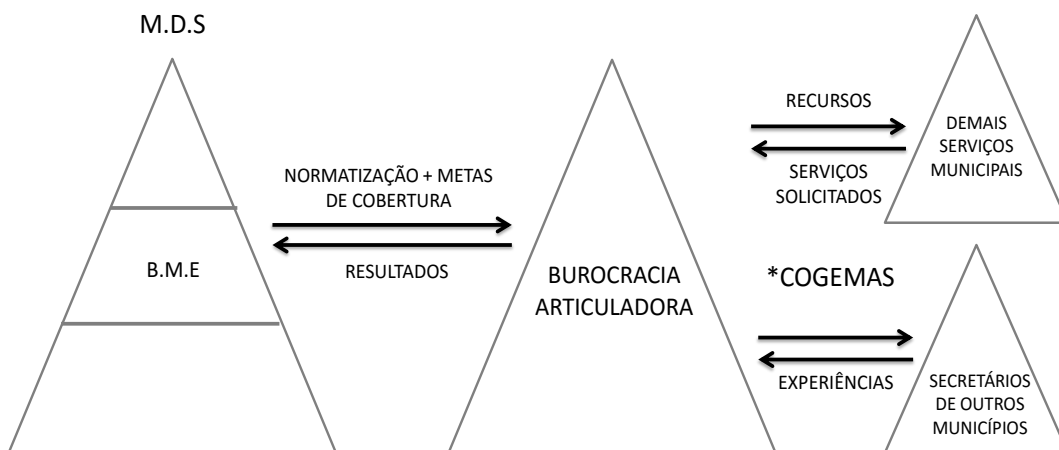 M.D.S
B.M.E
NORMATIZAÇÃO + METAS
DE COBERTURA
RESULTADOS
BUROCRACIA
ARTICULADORA
RECURSOS
SERVIÇOS
SOLICITADOS
DEMAIS
SERVIÇOS
MUNICIPAIS
*COGEMAS
EXPERIÊNCIAS
SECRETÁRIOS
DE OUTROS
MUNICÍPIOS